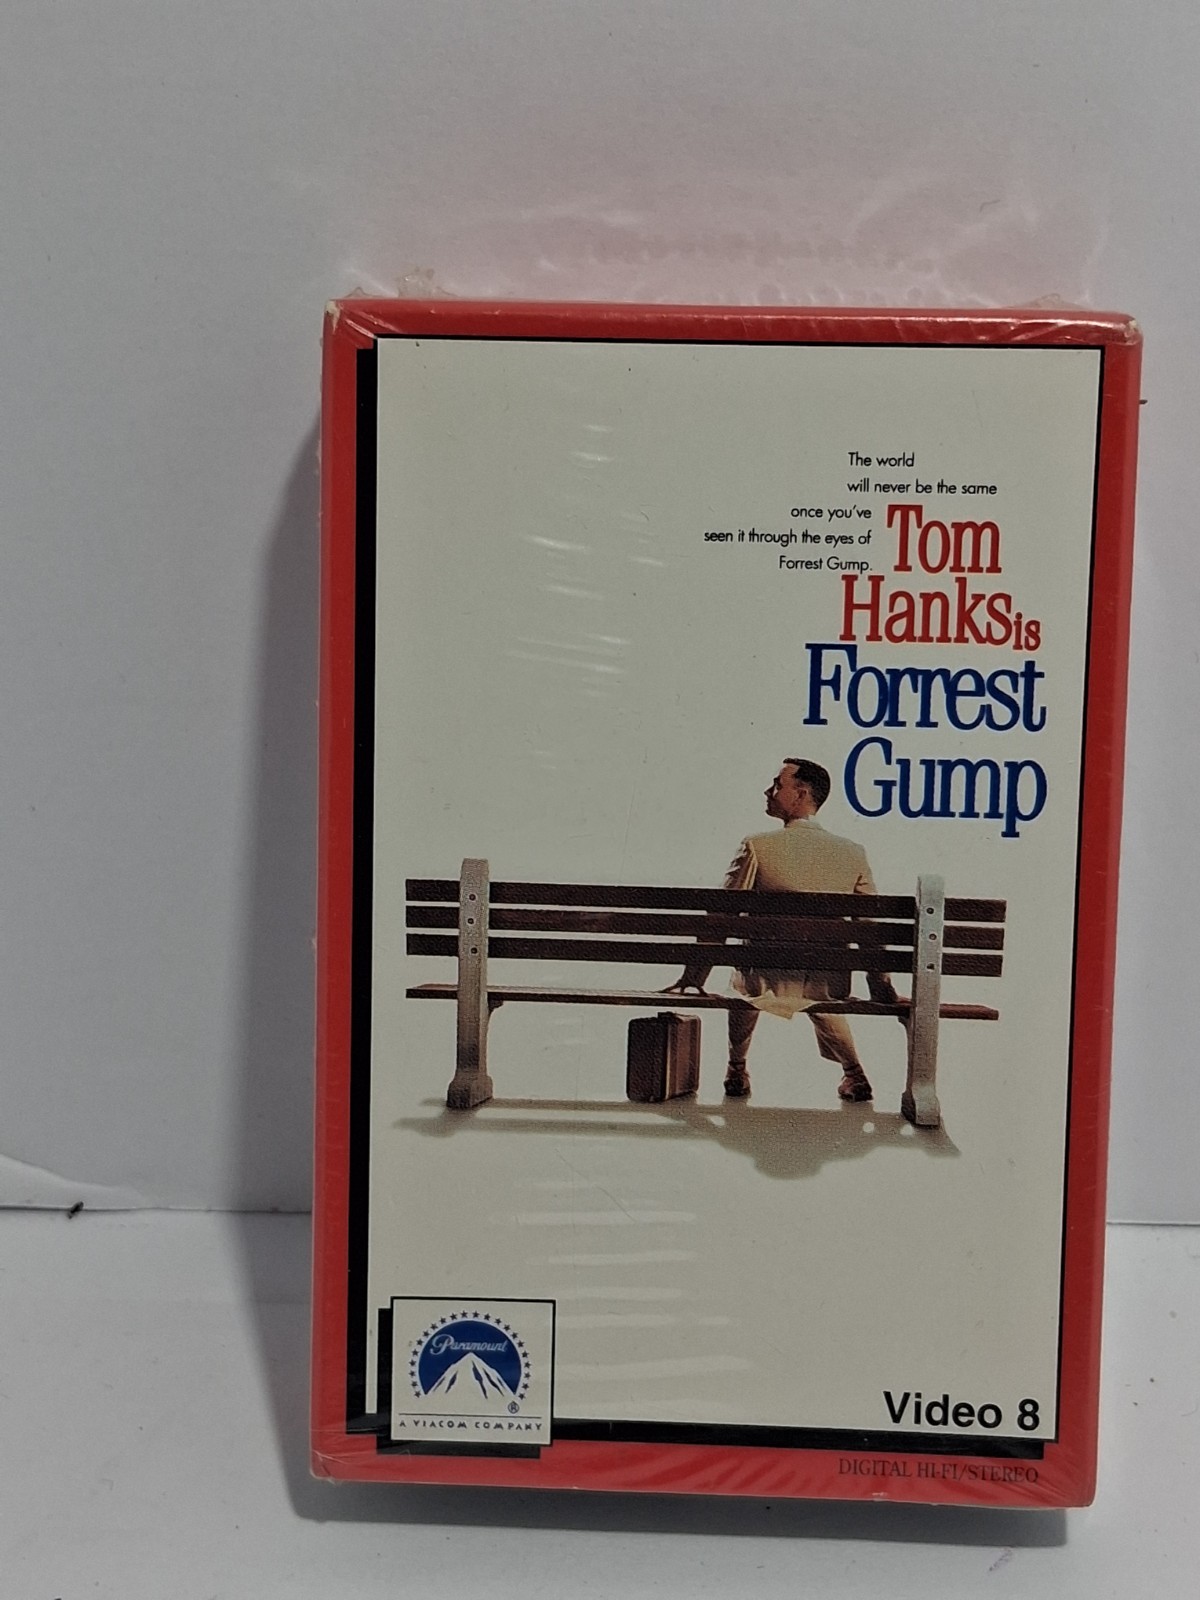 The world
will never be the same
once you've
seen it through the eyes of
Forrest Gump.
Tom
Hanks is
Forrest
Gump
Paramount
®
A VIACOM COMPANY
Video 8
DIGITAL HI-FI/STEREO